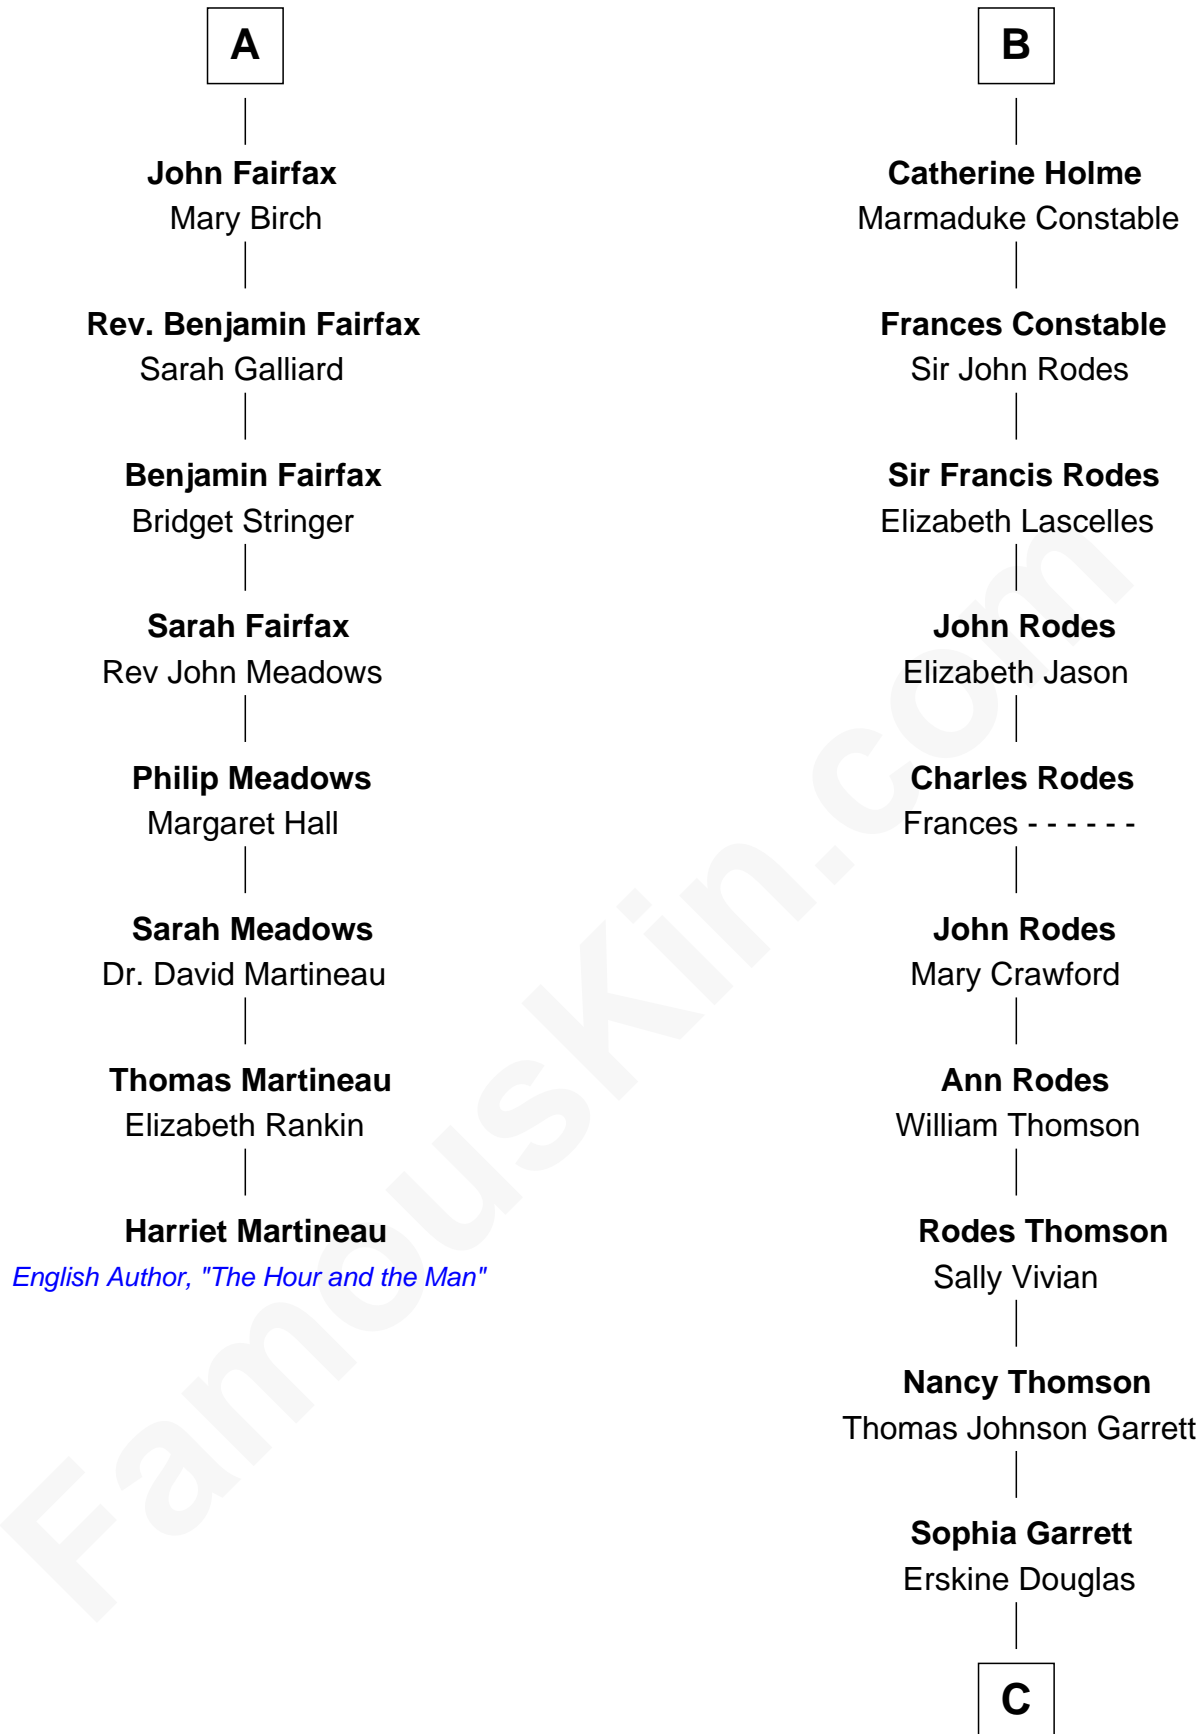 A
John Fairfax
Mary Birch
Rev. Benjamin Fairfax
Sarah Galliard
Benjamin Fairfax
Bridget Stringer
Sarah Fairfax
Rev John Meadows
Philip Meadows
Margaret Hall
Sarah Meadows
Dr. David Martineau
Thomas Martineau
Elizabeth Rankin
Harriet Martineau
English Author, "The Hour and the Man"
B
Catherine Holme
Marmaduke Constable
Frances Constable
Sir John Rodes
Sir Francis Rodes
Elizabeth Lascelles
John Rodes
Elizabeth Jason
Charles Rodes
Frances - - - - - -
John Rodes
Mary Crawford
Ann Rodes
William Thomson
Rodes Thomson
Sally Vivian
Nancy Thomson
Thomas Johnson Garrett
Sophia Garrett
Erskine Douglas
C
FamousKin.com